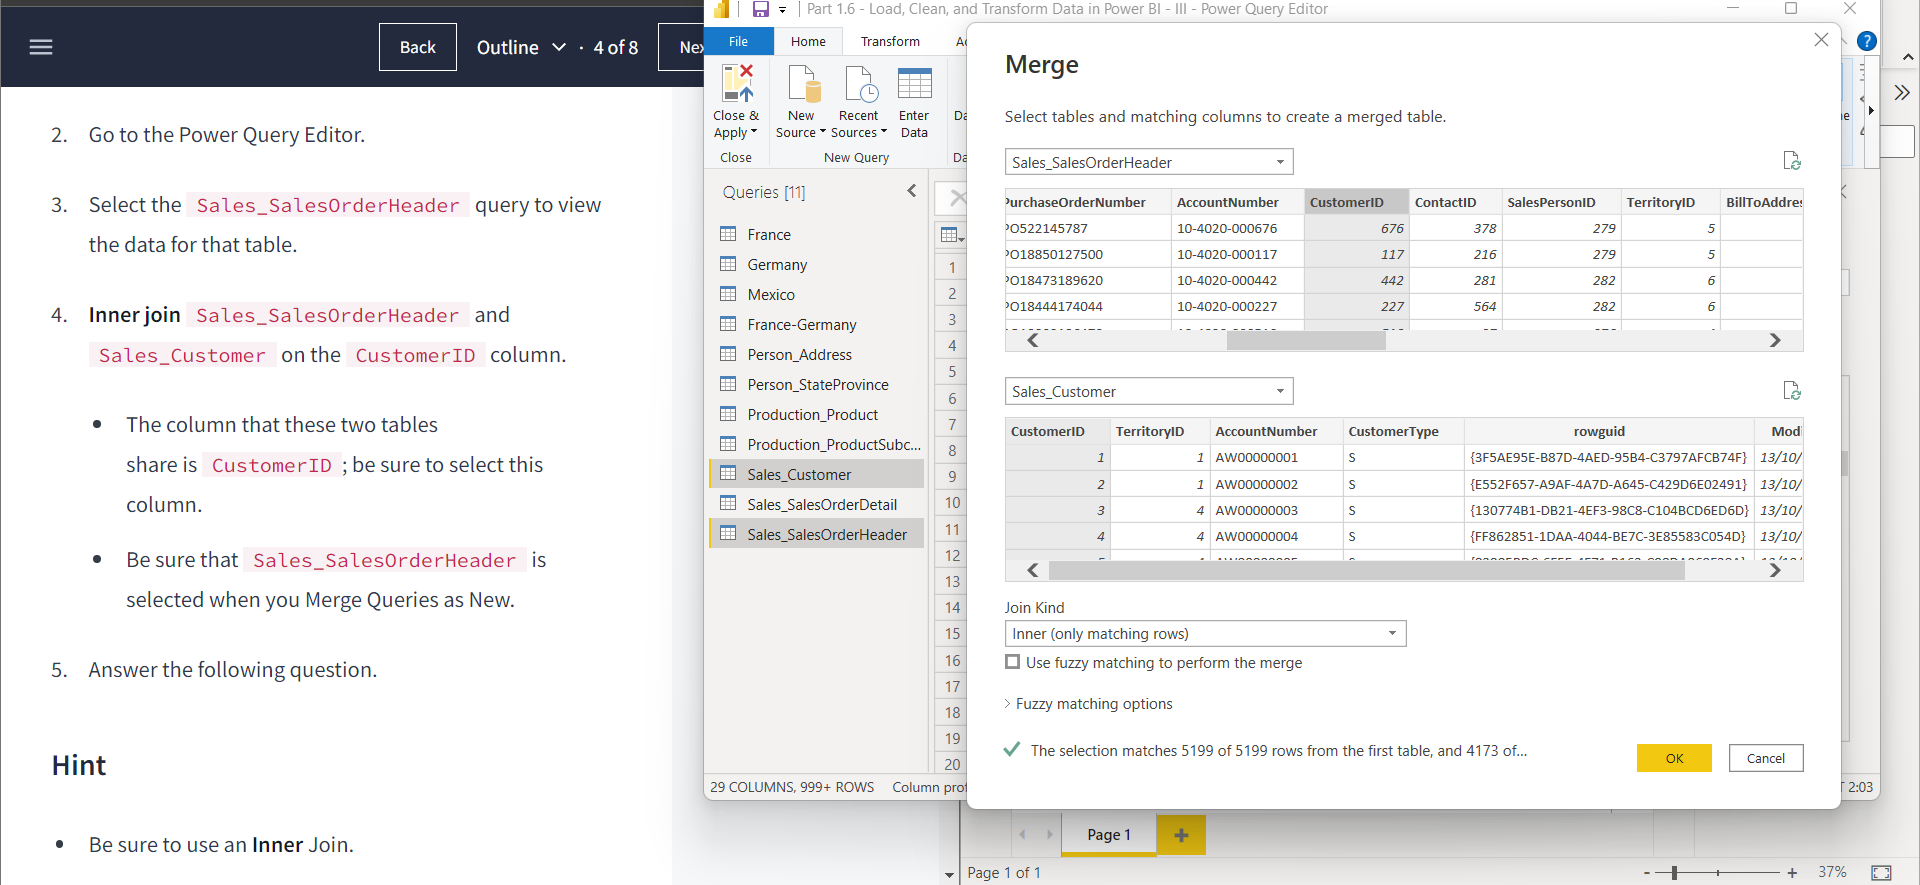 Back
Outline
· 4 of 8
2. Go to the Power Query Editor.
3. Select the Sales_SalesOrderHeader query to view
the data for that table.
4. Inner join Sales_SalesOrderHeader and
Sales_Customer on the CustomerID column.
• The column that these two tables
share is CustomerID ; be sure to select this
column.
• Be sure that Sales_SalesOrderHeader is
selected when you Merge Queries as New.
5. Answer the following question.
Hint
• Be sure to use an Inner Join.
Part 1.6 - Load, Clean, and Transform Data in Power BI - III - Power Query Editor
File
Home
Transform
Close &
Apply
New
Source
Recent
Sources
Enter
Data
Close
New Query
Queries [11]
France
Germany
Mexico
France-Germany
Person_Address
Person_StateProvince
Production_Product
Production_ProductSubc...
Sales_Customer
Sales_SalesOrderDetail
Sales_SalesOrderHeader
1
2
3
4
5
6
7
8
9
10
11
12
13
14
15
16
17
18
19
20
29 COLUMNS, 999+ ROWS
Merge
Select tables and matching columns to create a merged table.
Sales_SalesOrderHeader
PurchaseOrderNumber AccountNumber CustomerID ContactID SalesPersonID TerritoryID BillToAddres
PO522145787 10-4020-000676 676 378 279 5
PO18850127500 10-4020-000117 117 216 279 5
PO18473189620 10-4020-000442 442 281 282 6
PO18444174044 10-4020-000227 227 564 282 6
Sales_Customer
CustomerID TerritoryID AccountNumber CustomerType rowguid Modi
1 1 AW00000001 S {3F5AE95E-B87D-4AED-95B4-C3797AFCB74F} 13/10/
2 1 AW00000002 S {E552F657-A9AF-4A7D-A645-C429D6E02491} 13/10/
3 4 AW00000003 S {130774B1-DB21-4EF3-98C8-C104BCD6ED6D} 13/10/
4 4 AW00000004 S {FF862851-1DAA-4044-BE7C-3E85583C054D} 13/10/
Join Kind
Inner (only matching rows)
Use fuzzy matching to perform the merge
Fuzzy matching options
The selection matches 5199 of 5199 rows from the first table, and 4173 of...
OK
Cancel
2:03
Page 1
+
Page 1 of 1
- + 37%